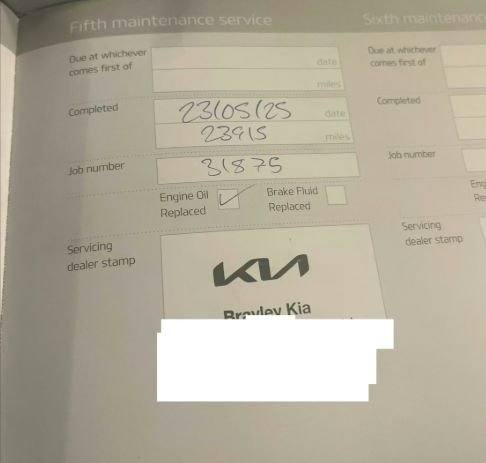 Fifth maintenance service
Due at whichever
comes first of
date
miles
Completed
23/05/25 date
23915 miles
Job number
31875
Engine Oil
Replaced
Brake Fluid
Replaced
Servicing
dealer stamp
KIA
Brayley Kia
Sixth maintenance
Due at whichever
comes first of
Completed
Job number
Servicing
dealer stamp